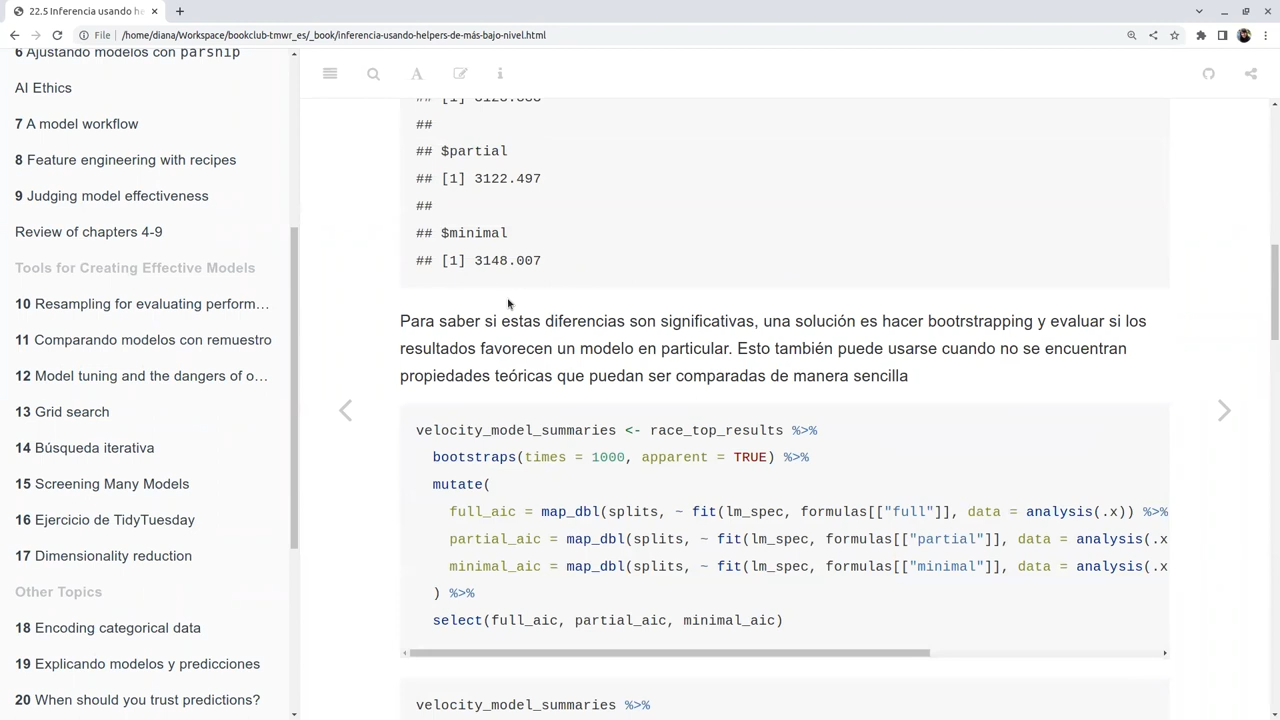 22.5 Inferencia usando he
File
/home/diana/Workspace/bookclub-tmwr_es/_book/inferencia-usando-helpers-de-más-bajo-nivel.html
6 Ajustando modelos con parship
AI Ethics
7 A model workflow
8 Feature engineering with recipes
9 Judging model effectiveness
Review of chapters 4-9
Tools for Creating Effective Models
10 Resampling for evaluating perform…
11 Comparando modelos con remuestro
12 Model tuning and the dangers of o…
13 Grid search
14 Búsqueda iterativa
15 Screening Many Models
16 Ejercicio de TidyTuesday
17 Dimensionality reduction
Other Topics
18 Encoding categorical data
19 Explicando modelos y predicciones
20 When should you trust predictions?
##
## $partial
## [1] 3122.497
##
## $minimal
## [1] 3148.007
Para saber si estas diferencias son significativas, una solución es hacer bootrstrapping y evaluar si los
resultados favorecen un modelo en particular. Esto también puede usarse cuando no se encuentran
propiedades teóricas que puedan ser comparadas de manera sencilla
velocity_model_summaries <- race_top_results %>%
bootstraps(times = 1000, apparent = TRUE) %>%
mutate(
full_aic = map_dbl(splits, ~ fit(lm_spec, formulas[["full"]], data = analysis(.x)) %>%
partial_aic = map_dbl(splits, ~ fit(lm_spec, formulas[["partial"]], data = analysis(.x
minimal_aic = map_dbl(splits, ~ fit(lm_spec, formulas[["minimal"]], data = analysis(.x
) %>%
select(full_aic, partial_aic, minimal_aic)
velocity_model_summaries %>%